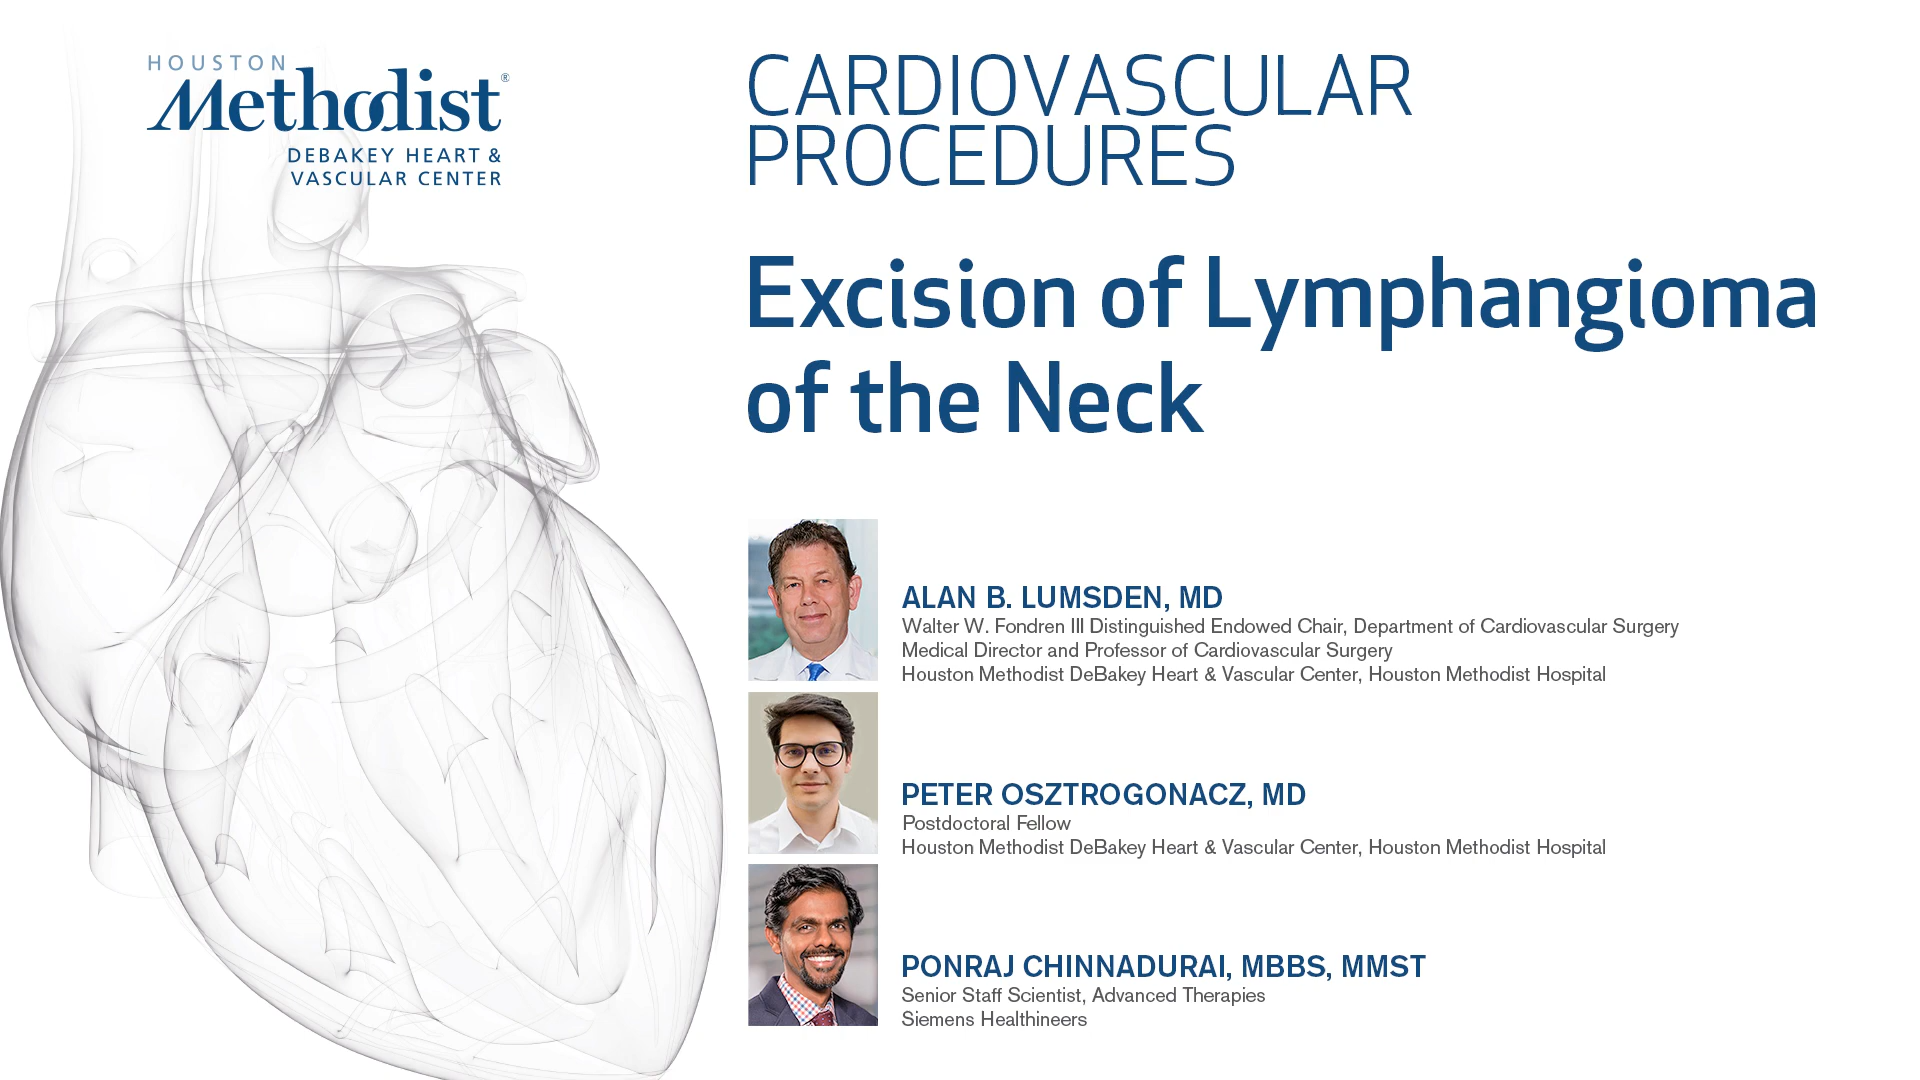 HOUSTON
Methodist®
DEBAKEY HEART &
VASCULAR CENTER
CARDIOVASCULAR
PROCEDURES
Excision of Lymphangioma
of the Neck
ALAN B. LUMSDEN, MD
Walter W. Fondren III Distinguished Endowed Chair, Department of Cardiovascular Surgery
Medical Director and Professor of Cardiovascular Surgery
Houston Methodist DeBakey Heart & Vascular Center, Houston Methodist Hospital
PETER OSZTROGONACZ, MD
Postdoctoral Fellow
Houston Methodist DeBakey Heart & Vascular Center, Houston Methodist Hospital
PONRAJ CHINNADURAI, MBBS, MMST
Senior Staff Scientist, Advanced Therapies
Siemens Healthineers